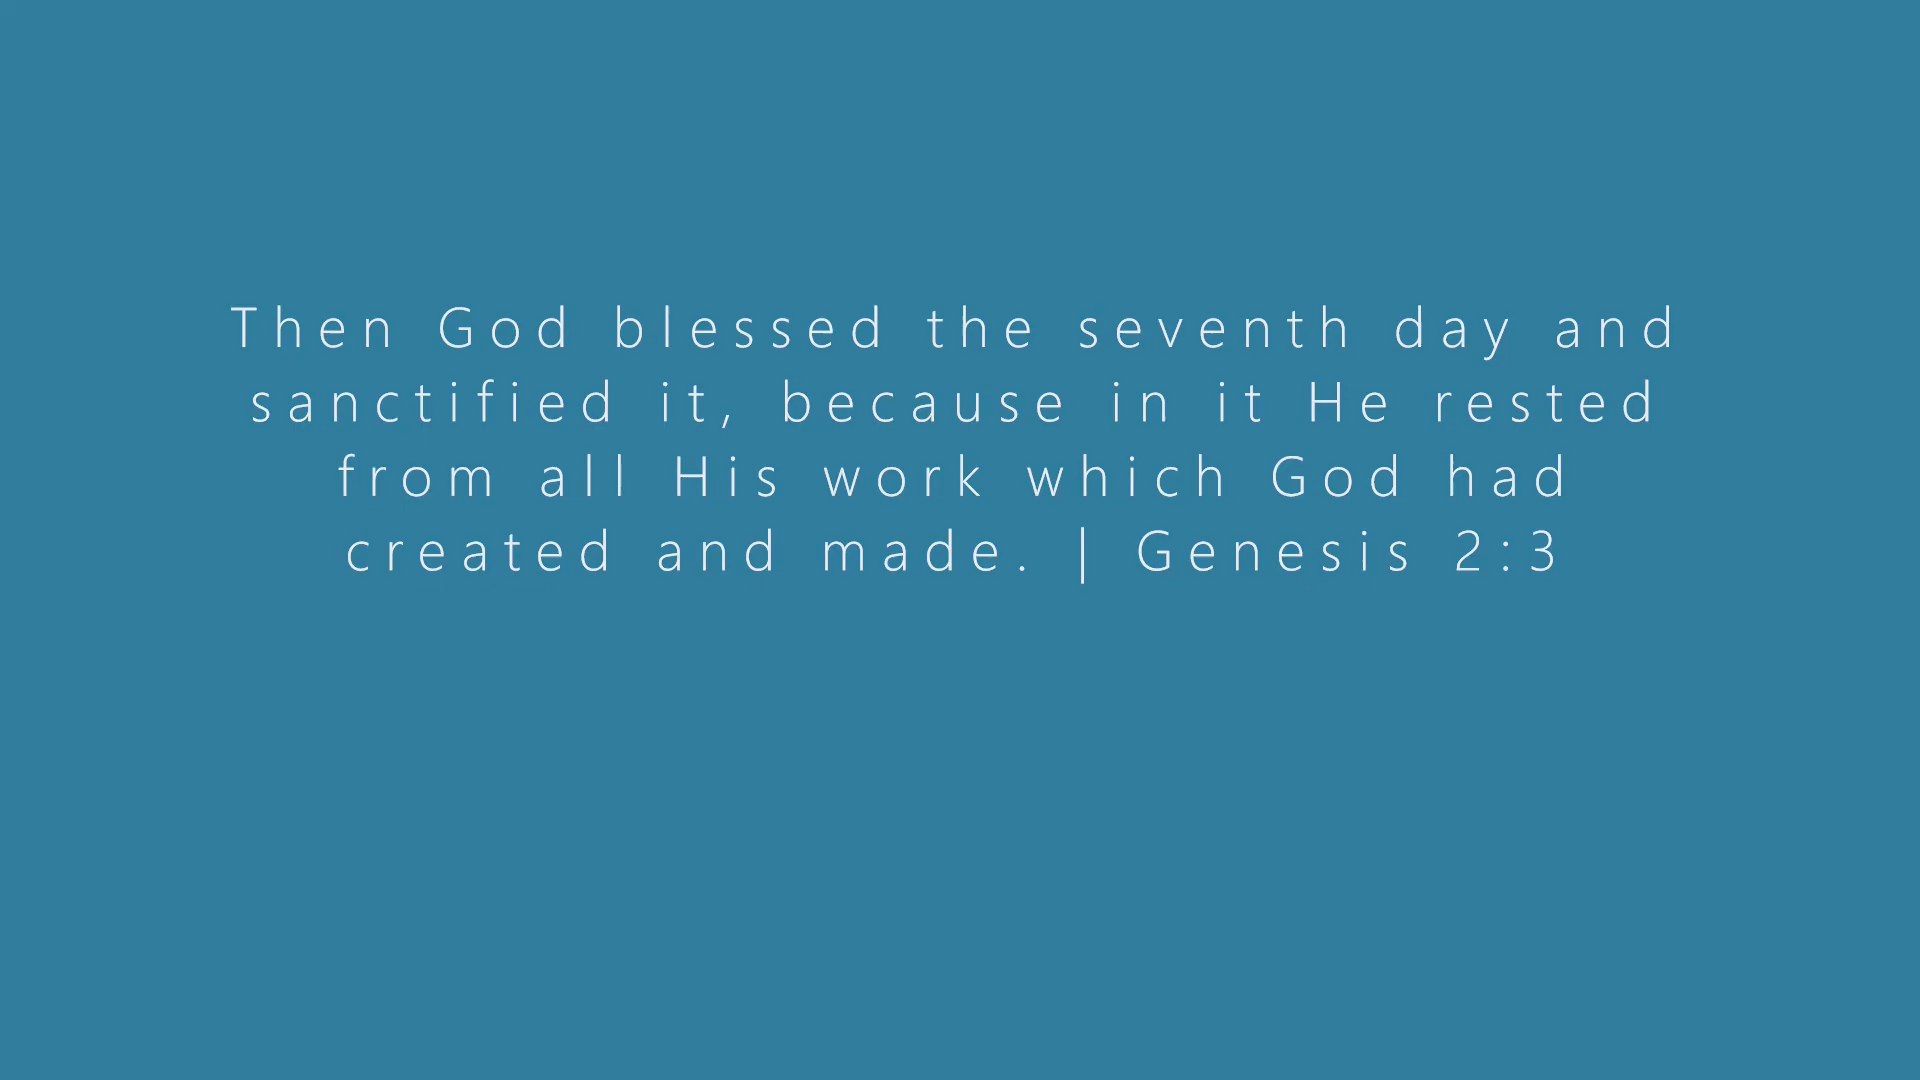 Then God blessed the seventh day and
sanctified it, because in it He rested
from all His work which God had
created and made. | Genesis 2:3